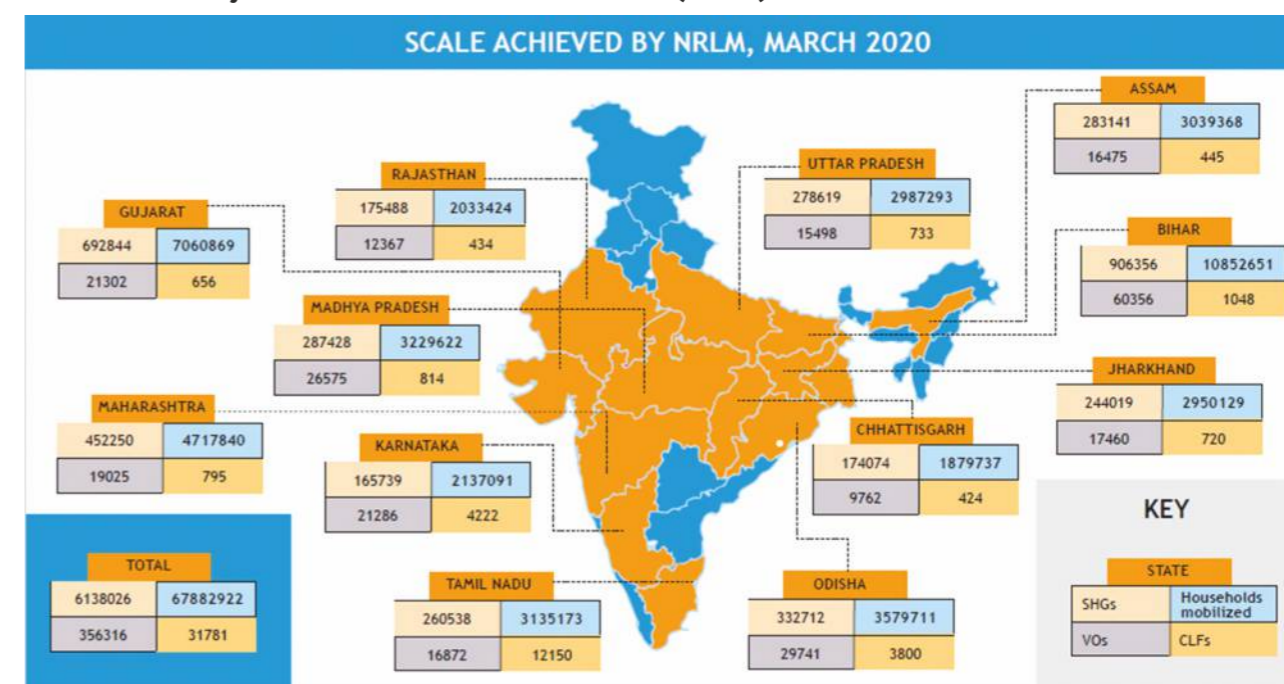 SCALE ACHIEVED BY NRLM, MARCH 2020
ASSAM
283141 3039368
16475 445
UTTAR PRADESH
278619 2987293
15498 733
RAJASTHAN
175488 2033424
12367 434
GUJARAT
692844 7060869
21302 656
BIHAR
906356 10852651
60356 1048
MADHYA PRADESH
287428 3229622
26575 814
JHARKHAND
244019 2950129
17460 720
MAHARASHTRA
452250 4717840
19025 795
KARNATAKA
165739 2137091
21286 4222
CHHATTISGARH
174074 1879737
9762 424
TOTAL
6138026 67882922
356316 31781
TAMIL NADU
260538 3135173
16872 12150
ODISHA
332712 3579711
29741 3800
KEY
STATE
SHGs Households
mobilized
VOs CLFs